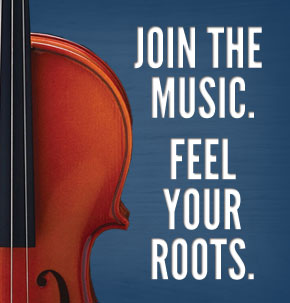 JOIN THE
MUSIC.
FEEL
YOUR
ROOTS.